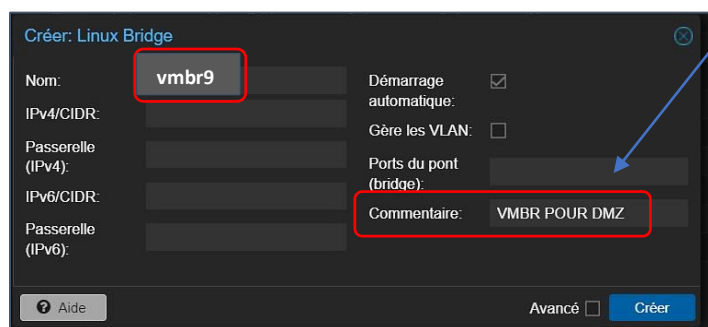 Créer: Linux Bridge
Nom:
vmbr9
IPv4/CIDR:
Passerelle
(IPv4):
IPv6/CIDR:
Passerelle
(IPv6):
Démarrage
automatique:
Gère les VLAN:
Ports du pont
(bridge):
Commentaire:
VMBR POUR DMZ
Aide
Avancé
Créer